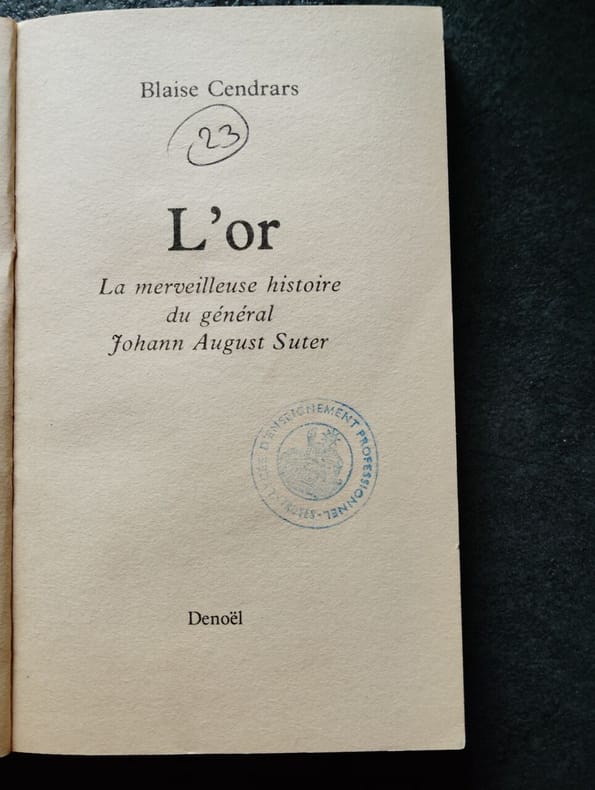 Blaise Cendrars
23
L'or
La merveilleuse histoire
du général
Johann August Suter
D'ENSEIGNEMENT PROFESSIONNEL
Denoël